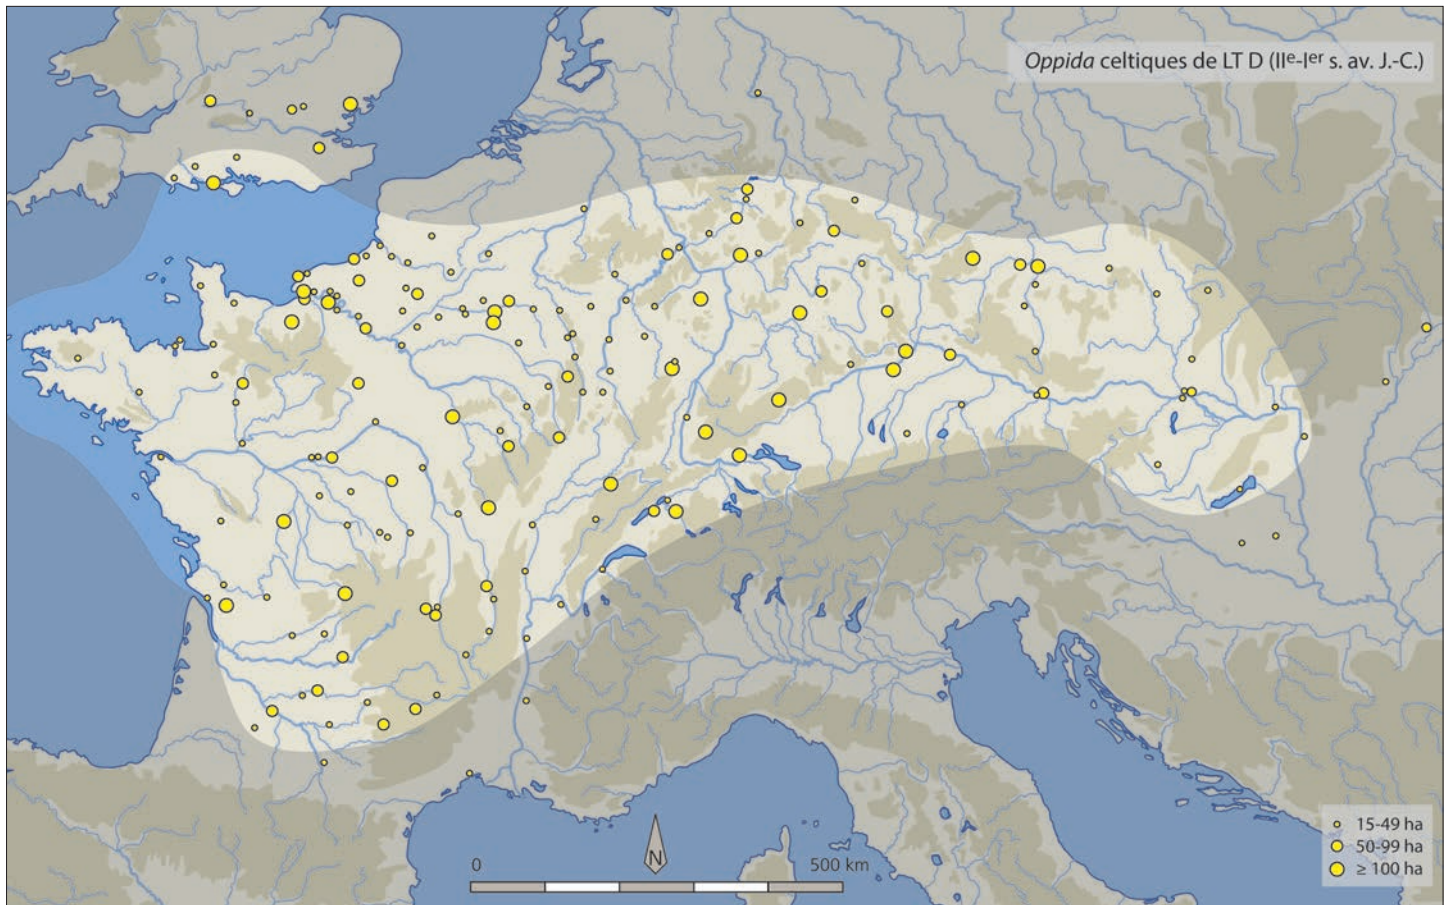 Oppida celtiques de LT D (IIe-Ier s. av. J.-C.)
15-49 ha
50-99 ha
≥ 100 ha
0 500 km
N